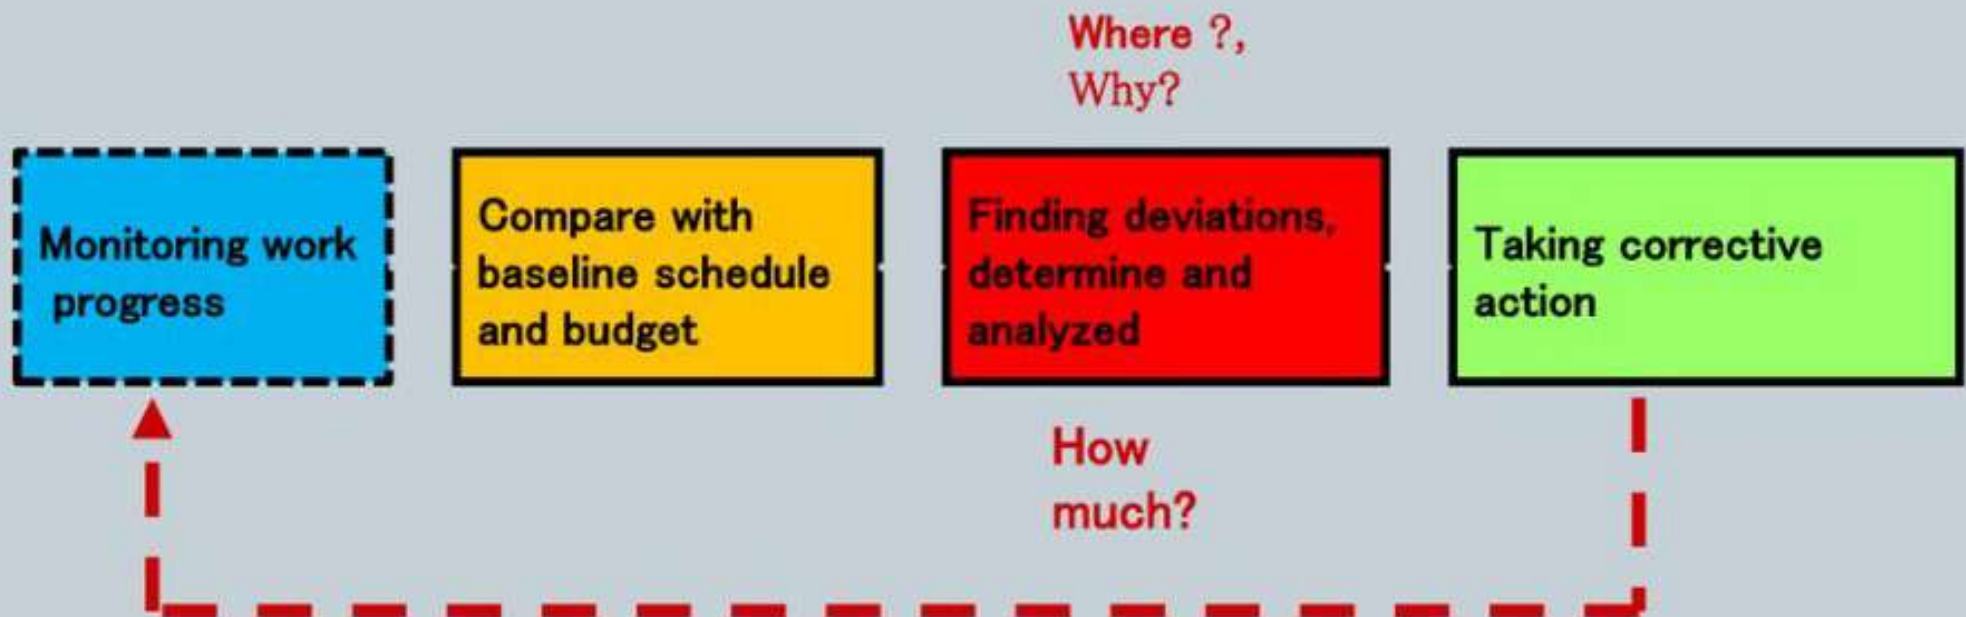 Where ?,
Why?
Monitoring work
progress
Compare with
baseline schedule
and budget
Finding deviations,
determine and
analyzed
Taking corrective
action
How
much?